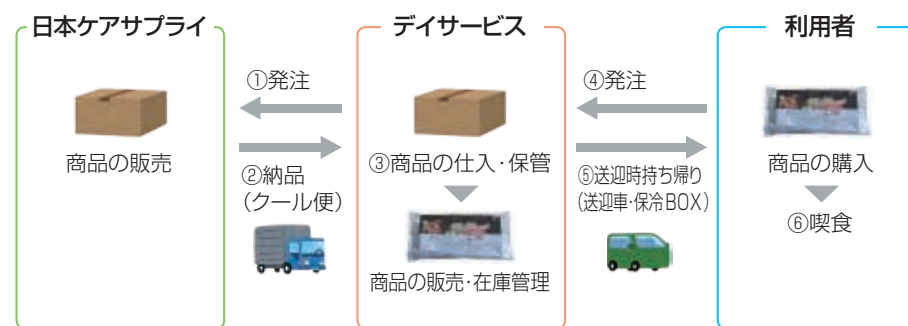 日本ケアサプライ
デイサービス
利用者
①発注
④発注
商品の販売
②納品
（クール便）
③商品の仕入・保管
⑤送迎時持ち帰り
（送迎車・保冷BOX）
商品の購入
⑥喫食
商品の販売・在庫管理